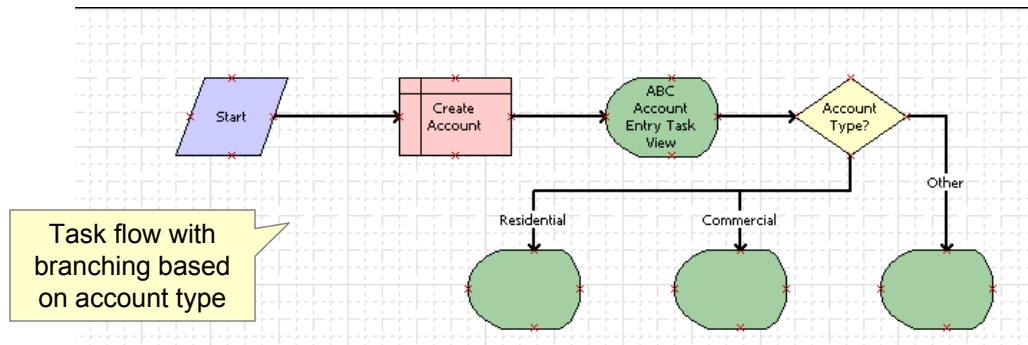 Start
Create
Account
ABC
Account
Entry Task
View
Account
Type?
Other
Residential
Commercial
Task flow with
branching based
on account type